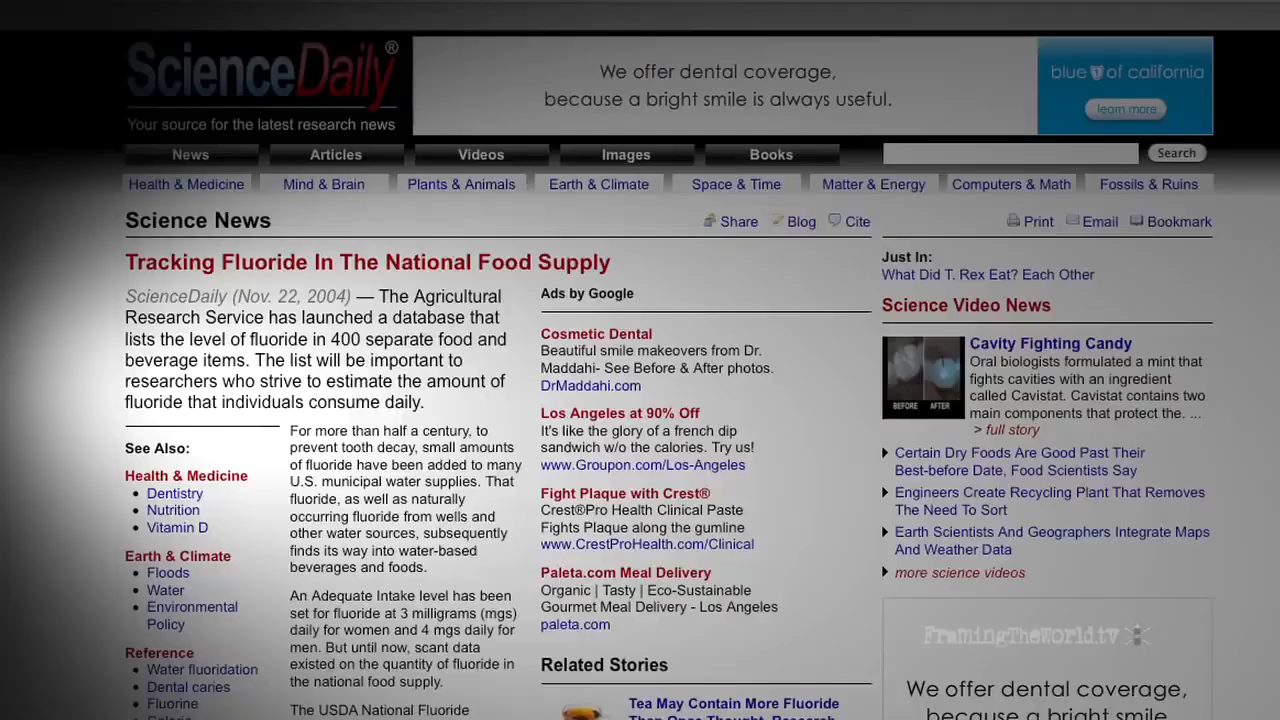 ScienceDaily®
Your source for the latest research news
We offer dental coverage,
because a bright smile is always useful.
blue of california
learn more
News
Articles
Videos
Images
Books
Search
Health & Medicine
Mind & Brain
Plants & Animals
Earth & Climate
Space & Time
Matter & Energy
Computers & Math
Fossils & Ruins
Science News
Share
Blog
Cite
Print
Email
Bookmark
Tracking Fluoride In The National Food Supply
ScienceDaily (Nov. 22, 2004) — The Agricultural
Research Service has launched a database that
lists the level of fluoride in 400 separate food and
beverage items. The list will be important to
researchers who strive to estimate the amount of
fluoride that individuals consume daily.
See Also:
Health & Medicine
• Dentistry
• Nutrition
• Vitamin D
Earth & Climate
• Floods
• Water
• Environmental
Policy
Reference
• Water fluoridation
• Dental caries
• Fluorine
For more than half a century, to
prevent tooth decay, small amounts
of fluoride have been added to many
U.S. municipal water supplies. That
fluoride, as well as naturally
occurring fluoride from wells and
other water sources, subsequently
finds its way into water-based
beverages and foods.
An Adequate Intake level has been
set for fluoride at 3 milligrams (mgs)
daily for women and 4 mgs daily for
men. But until now, scant data
existed on the quantity of fluoride in
the national food supply.
The USDA National Fluoride
Ads by Google
Cosmetic Dental
Beautiful smile makeovers from Dr.
Maddahi- See Before & After photos.
DrMaddahi.com
Los Angeles at 90% Off
It's like the glory of a french dip
sandwich w/o the calories. Try us!
www.Groupon.com/Los-Angeles
Fight Plaque with Crest®
Crest®Pro Health Clinical Paste
Fights Plaque along the gumline
www.CrestProHealth.com/Clinical
Paleta.com Meal Delivery
Organic | Tasty | Eco-Sustainable
Gourmet Meal Delivery - Los Angeles
paleta.com
Related Stories
Tea May Contain More Fluoride
Than Once Thought, Research
Just In:
What Did T. Rex Eat? Each Other
Science Video News
BEFORE AFTER
Cavity Fighting Candy
Oral biologists formulated a mint that
fights cavities with an ingredient
called Cavistat. Cavistat contains two
main components that protect the. ...
> full story
Certain Dry Foods Are Good Past Their
Best-before Date, Food Scientists Say
Engineers Create Recycling Plant That Removes
The Need To Sort
Earth Scientists And Geographers Integrate Maps
And Weather Data
more science videos
FramingTheWorld.tv
We offer dental coverage,
because a bright smile